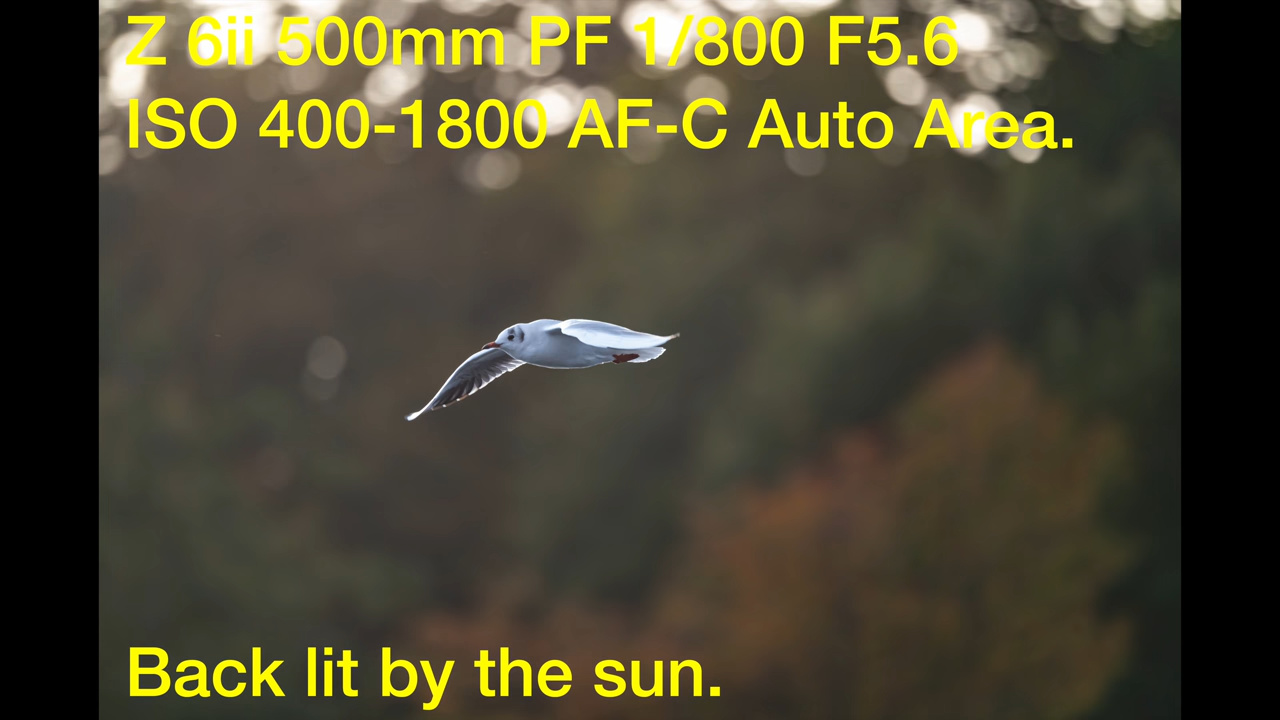 Z 6ii 500mm PF 1/800 F5.6
ISO 400-1800 AF-C Auto Area.
Back lit by the sun.